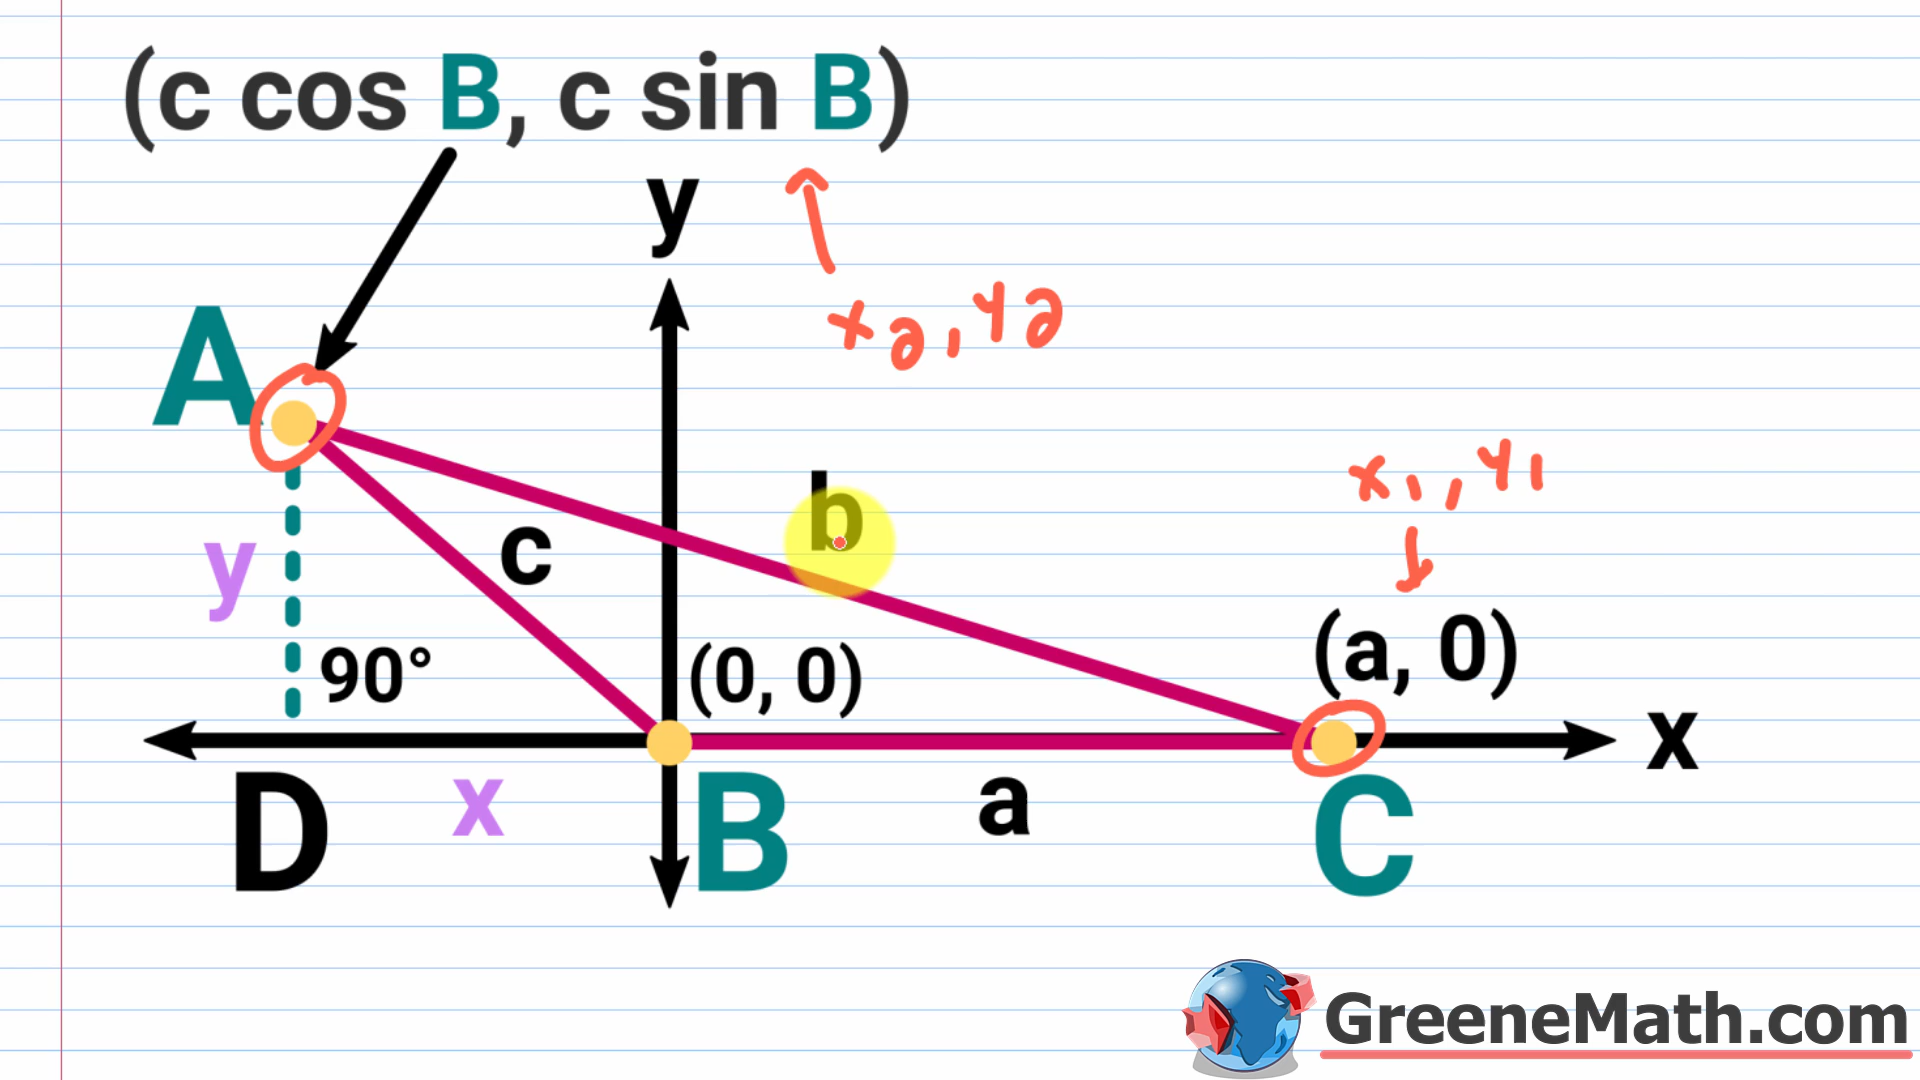 (c cos B, c sin B)
y
x₂, y₂
A
x₁, y₁
b
c
y
(a, 0)
90°
(0, 0)
x
D
x
B
a
C
GreeneMath.com